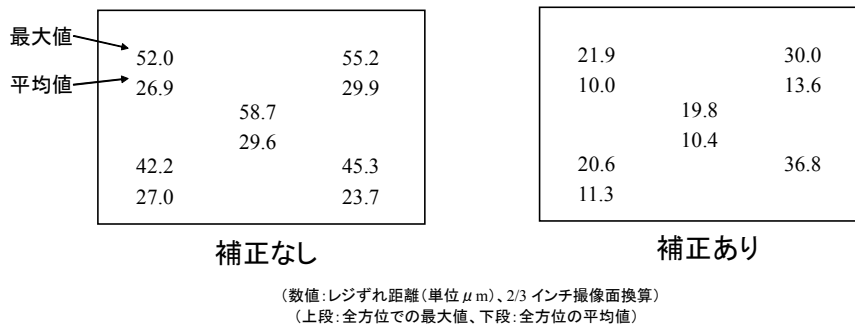 最大値
52.0 55.2
平均値
26.9 29.9
58.7
29.6
42.2 45.3
27.0 23.7
補正なし
21.9 30.0
10.0 13.6
19.8
10.4
20.6 36.8
11.3
補正あり
(数値:レジずれ距離(単位μm)、2/3 インチ撮像面換算)
(上段:全方位での最大値、下段:全方位の平均値)